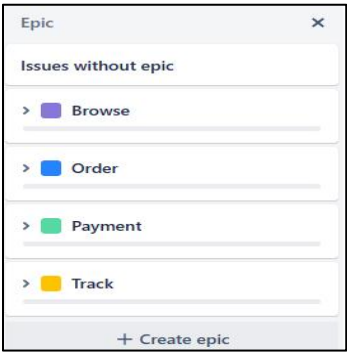 Epic
Issues without epic
Browse
Order
Payment
Track
+ Create epic